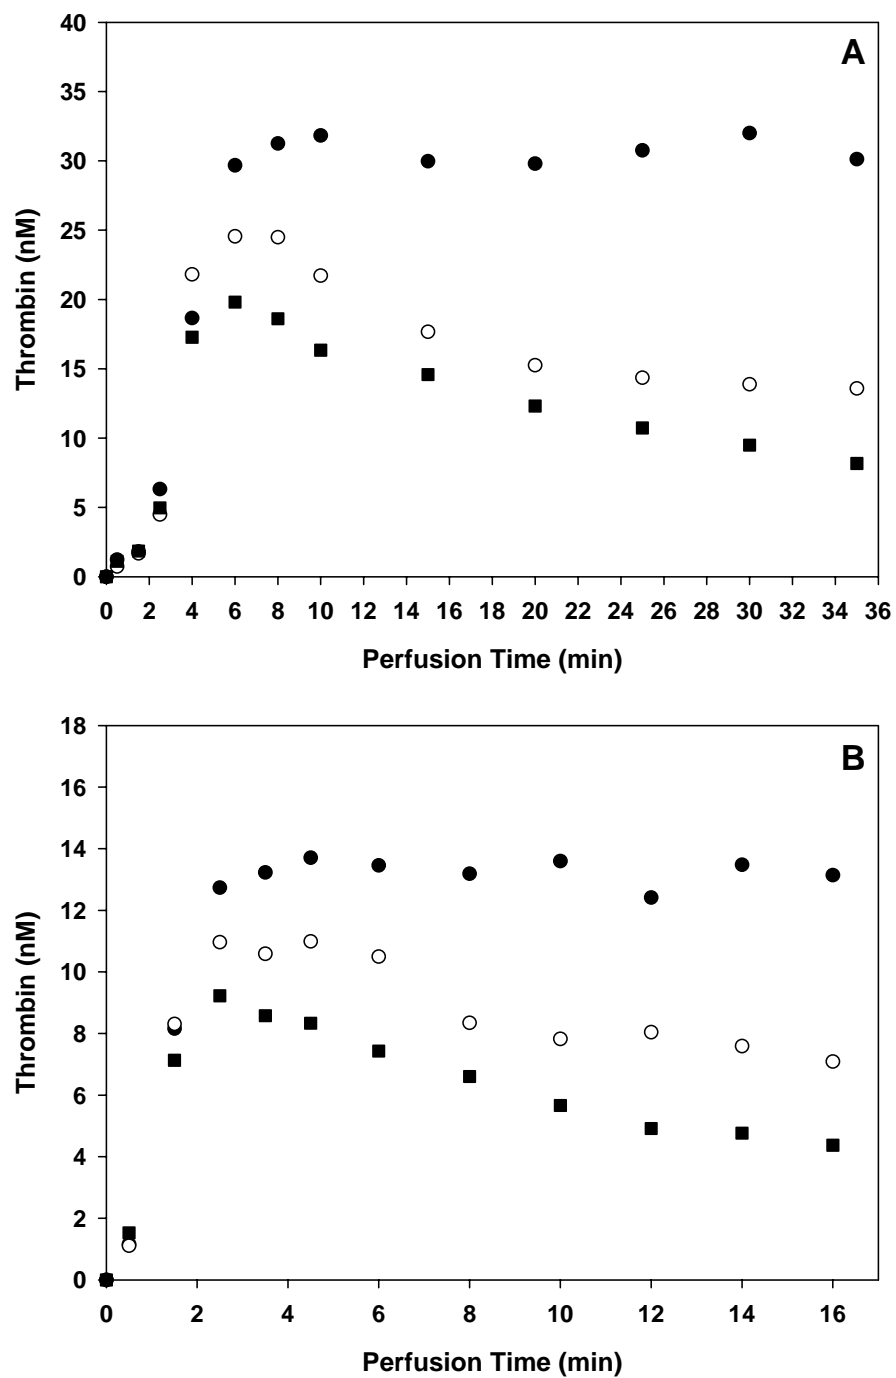 A
40
35
30
25
20
15
10
5
0
Thrombin (nM)
0 2 4 6 8 10 12 14 16 18 20 22 24 26 28 30 32 34 36
Perfusion Time (min)
B
18
16
14
12
10
8
6
4
2
0
Thrombin (nM)
0 2 4 6 8 10 12 14 16
Perfusion Time (min)